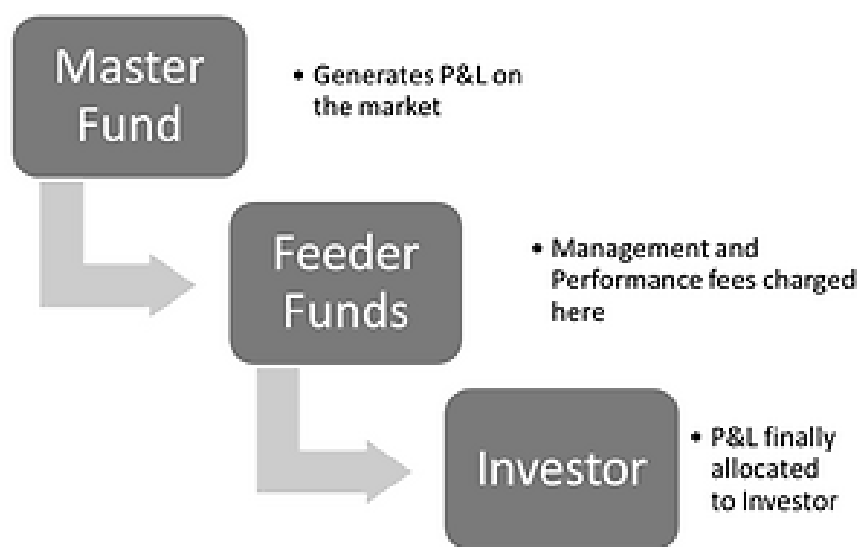 Master
Fund
• Generates P&L on
the market
Feeder
Funds
• Management and
Performance fees charged
here
Investor
• P&L finally
allocated
to Investor